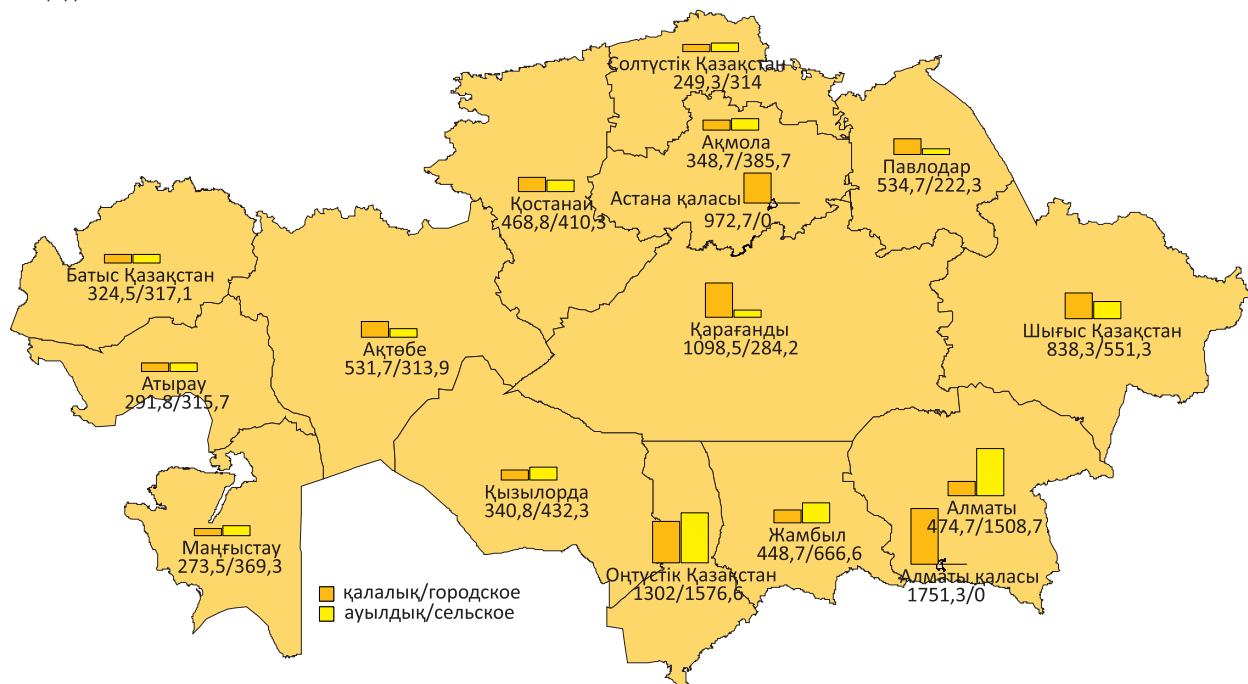 Солтүстік Қазақстан
249,3/314
Ақмола
348,7/385,7
Павлодар
534,7/222,3
Қостанай
468,8/410,3
Астана қаласы
972,7/0
Батыс Қазақстан
324,5/317,1
Ақтөбе
531,7/313,9
Қарағанды
1098,5/284,2
Шығыс Қазақстан
838,3/551,3
Атырау
291,8/315,7
Қызылорда
340,8/432,3
Алматы
474,7/1508,7
Маңғыстау
273,5/369,3
Жамбыл
448,7/666,6
Оңтүстік Қазақстан
1302/1576,6
Алматы қаласы
1751,3/0
қалалық/городское
ауылдық/сельское